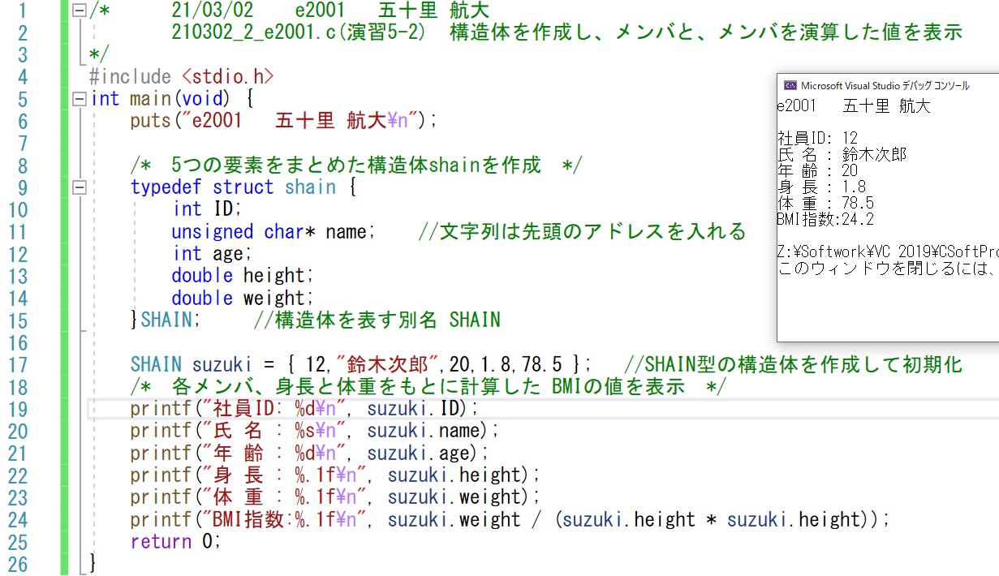 1 /*      21/03/02    e2001   五十里 航大
2         210302_2_e2001.c(演習5-2)  構造体を作成し、メンバと、メンバを演算した値を表示
3 */
4 #include <stdio.h>
5 int main(void) {
6     puts("e2001   五十里 航大¥n");
7
8     /*  5つの要素をまとめた構造体shainを作成  */
9     typedef struct shain {
10         int ID;
11         unsigned char* name;    //文字列は先頭のアドレスを入れる
12         int age;
13         double height;
14         double weight;
15     }SHAIN;     //構造体を表す別名 SHAIN
16
17     SHAIN suzuki = { 12,"鈴木次郎",20,1.8,78.5 };   //SHAIN型の構造体を作成して初期化
18     /*  各メンバ、身長と体重をもとに計算した BMIの値を表示  */
19     printf("社員ID: %d¥n", suzuki.ID);
20     printf("氏 名 : %s¥n", suzuki.name);
21     printf("年 齢 : %d¥n", suzuki.age);
22     printf("身 長 : %.1f¥n", suzuki.height);
23     printf("体 重 : %.1f¥n", suzuki.weight);
24     printf("BMI指数:%.1f¥n", suzuki.weight / (suzuki.height * suzuki.height));
25     return 0;
26 }
Microsoft Visual Studio デバッグ コンソール
e2001   五十里 航大
社員ID: 12
氏 名 : 鈴木次郎
年 齢 : 20
身 長 : 1.8
体 重 : 78.5
BMI指数:24.2
Z:¥Softwork¥VC 2019¥CSoftPro
このウィンドウを閉じるには、